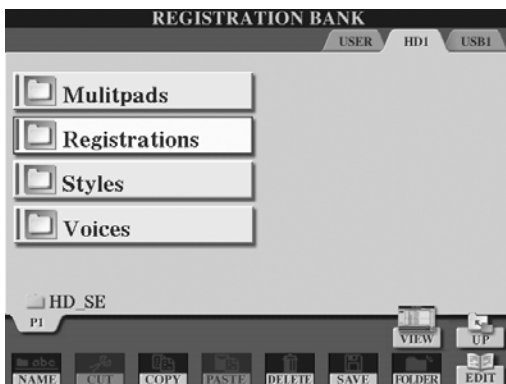 REGISTRATION BANK
USER HD1 USB1
Mulitpads
Registrations
Styles
Voices
HD_SE
P1
VIEW UP
abc
NAME CUT COPY PASTE DELETE SAVE FOLDER EDIT